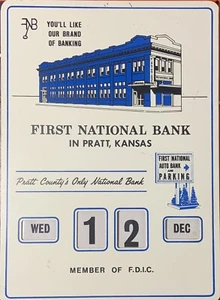 FNB
YOU'LL LIKE
OUR BRAND
OF BANKING
FIRST NATIONAL BANK
IN PRATT, KANSAS
FIRST NATIONAL
AUTO BANK
AND
PARKING
Pratt County's Only National Bank
WED
1 2
DEC
MEMBER OF F.D.I.C.